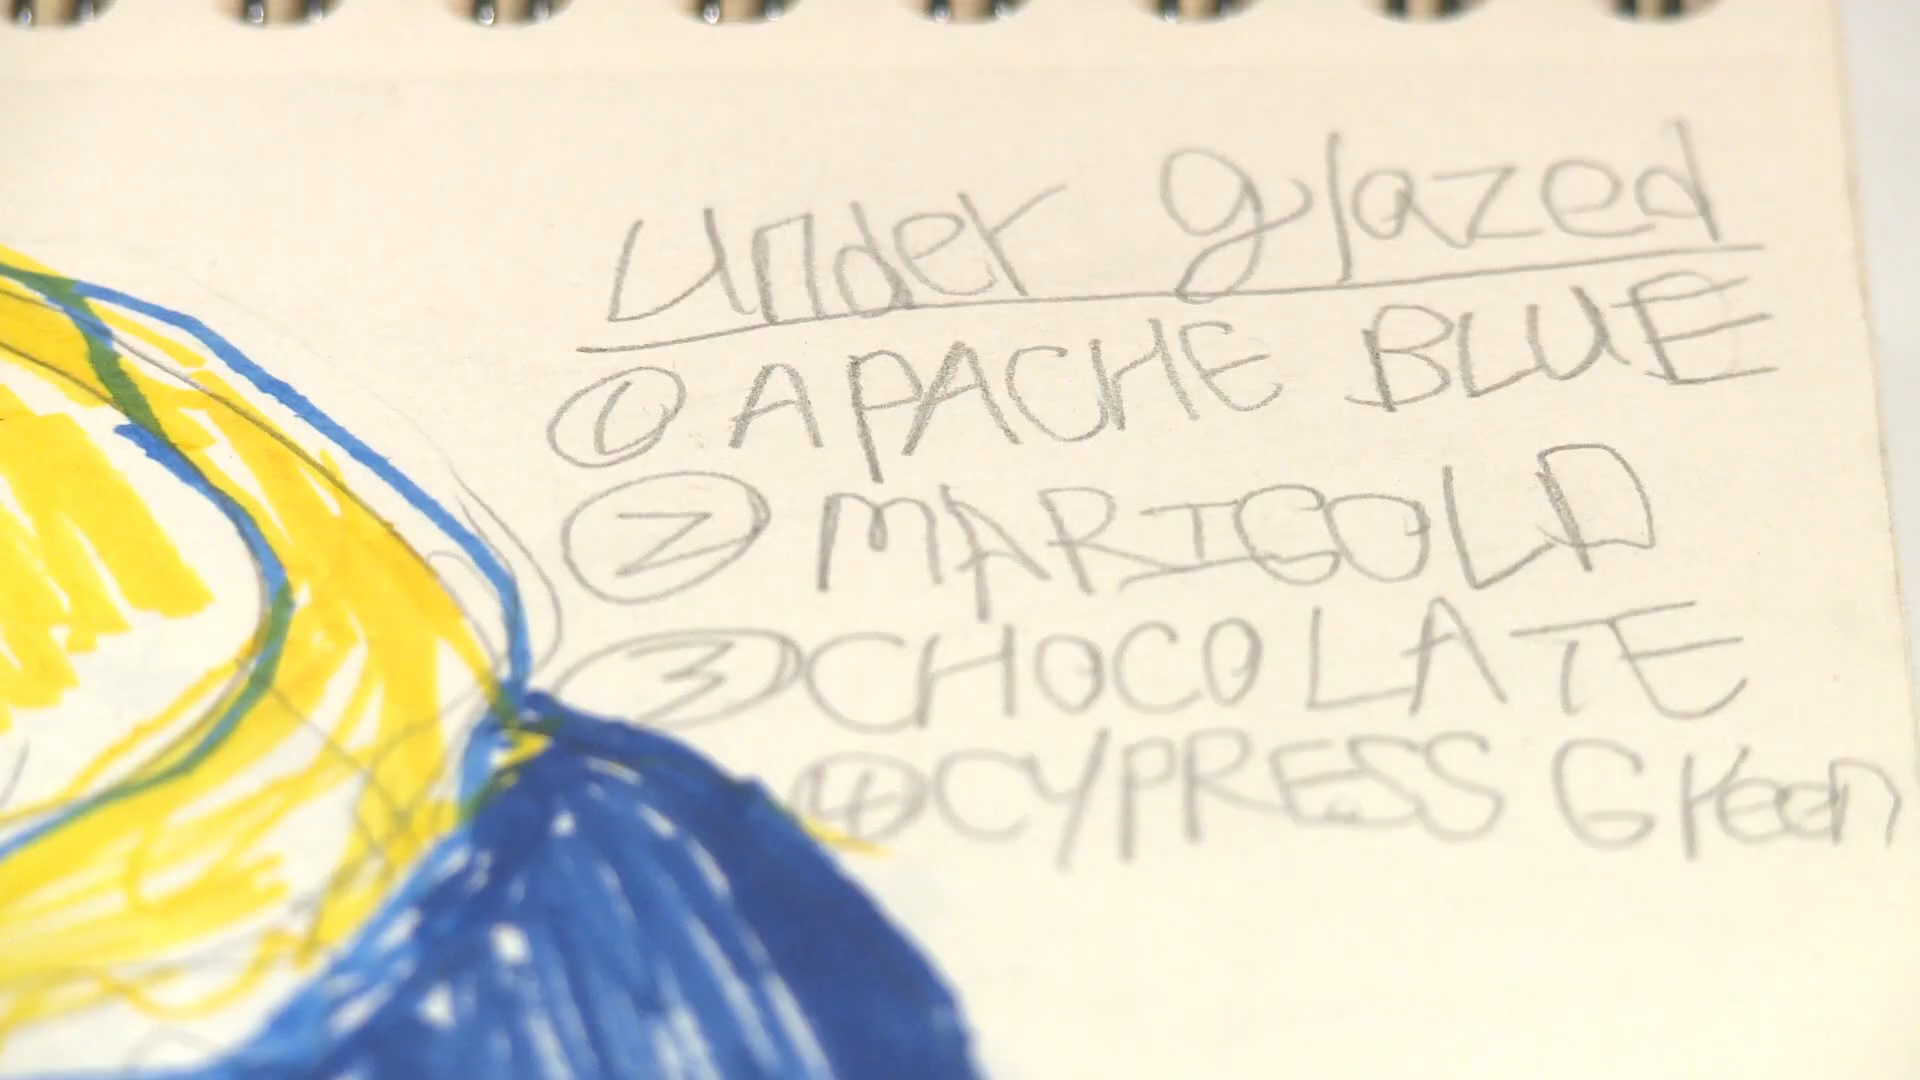 under glazed
① APACHE BLUE
② MARIGOLD
③ CHOCOLATE
④ CYPRESS Green